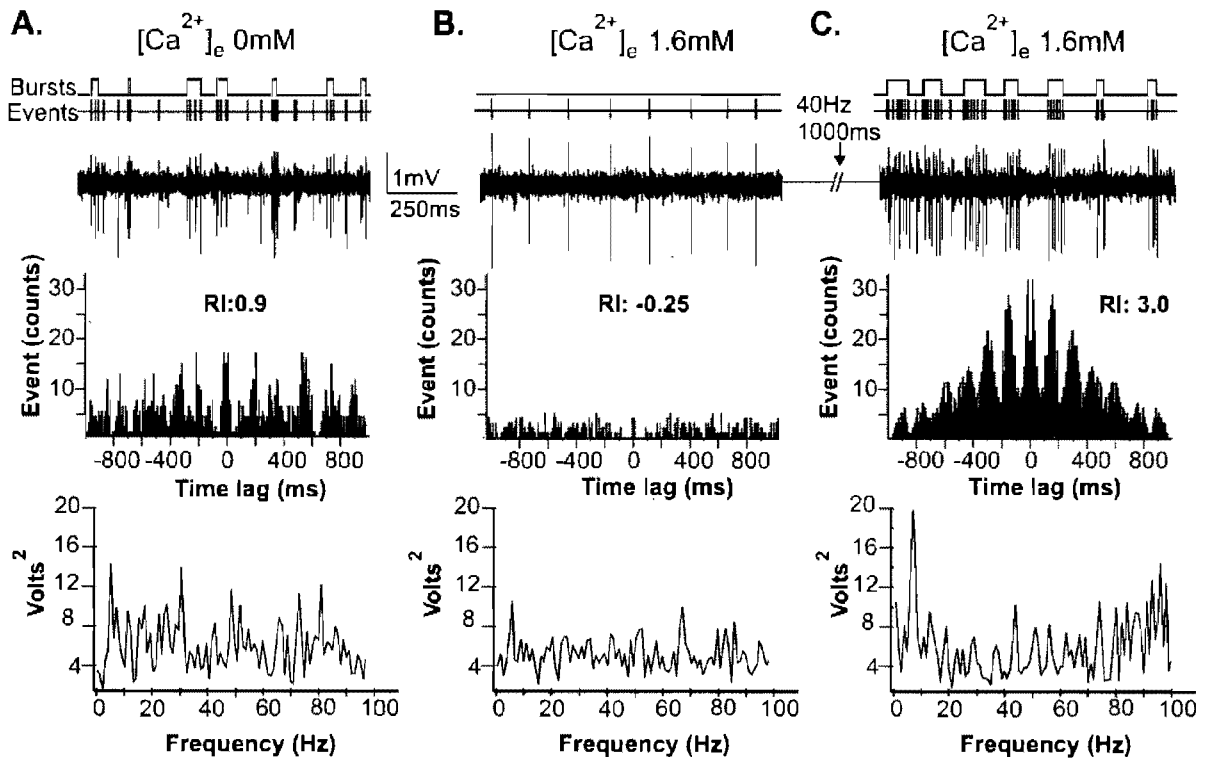 A.
[Ca2+]e 0mM
Bursts
Events
1mV
250ms
Event (counts)
30
20
10
RI:0.9
-800 -400 0 400 800
Time lag (ms)
Volts2
20
16
12
8
4
0 20 40 60 80 100
Frequency (Hz)
B.
[Ca2+]e 1.6mM
40Hz
1000ms
Event (counts)
30
20
10
RI: -0.25
-800 -400 0 400 800
Time lag (ms)
Volts2
20
16
12
8
4
0 20 40 60 80 100
Frequency (Hz)
C.
[Ca2+]e 1.6mM
Event (counts)
30
20
10
RI: 3.0
-800 -400 0 400 800
Time lag (ms)
Volts2
20
16
12
8
4
0 20 40 60 80 100
Frequency (Hz)